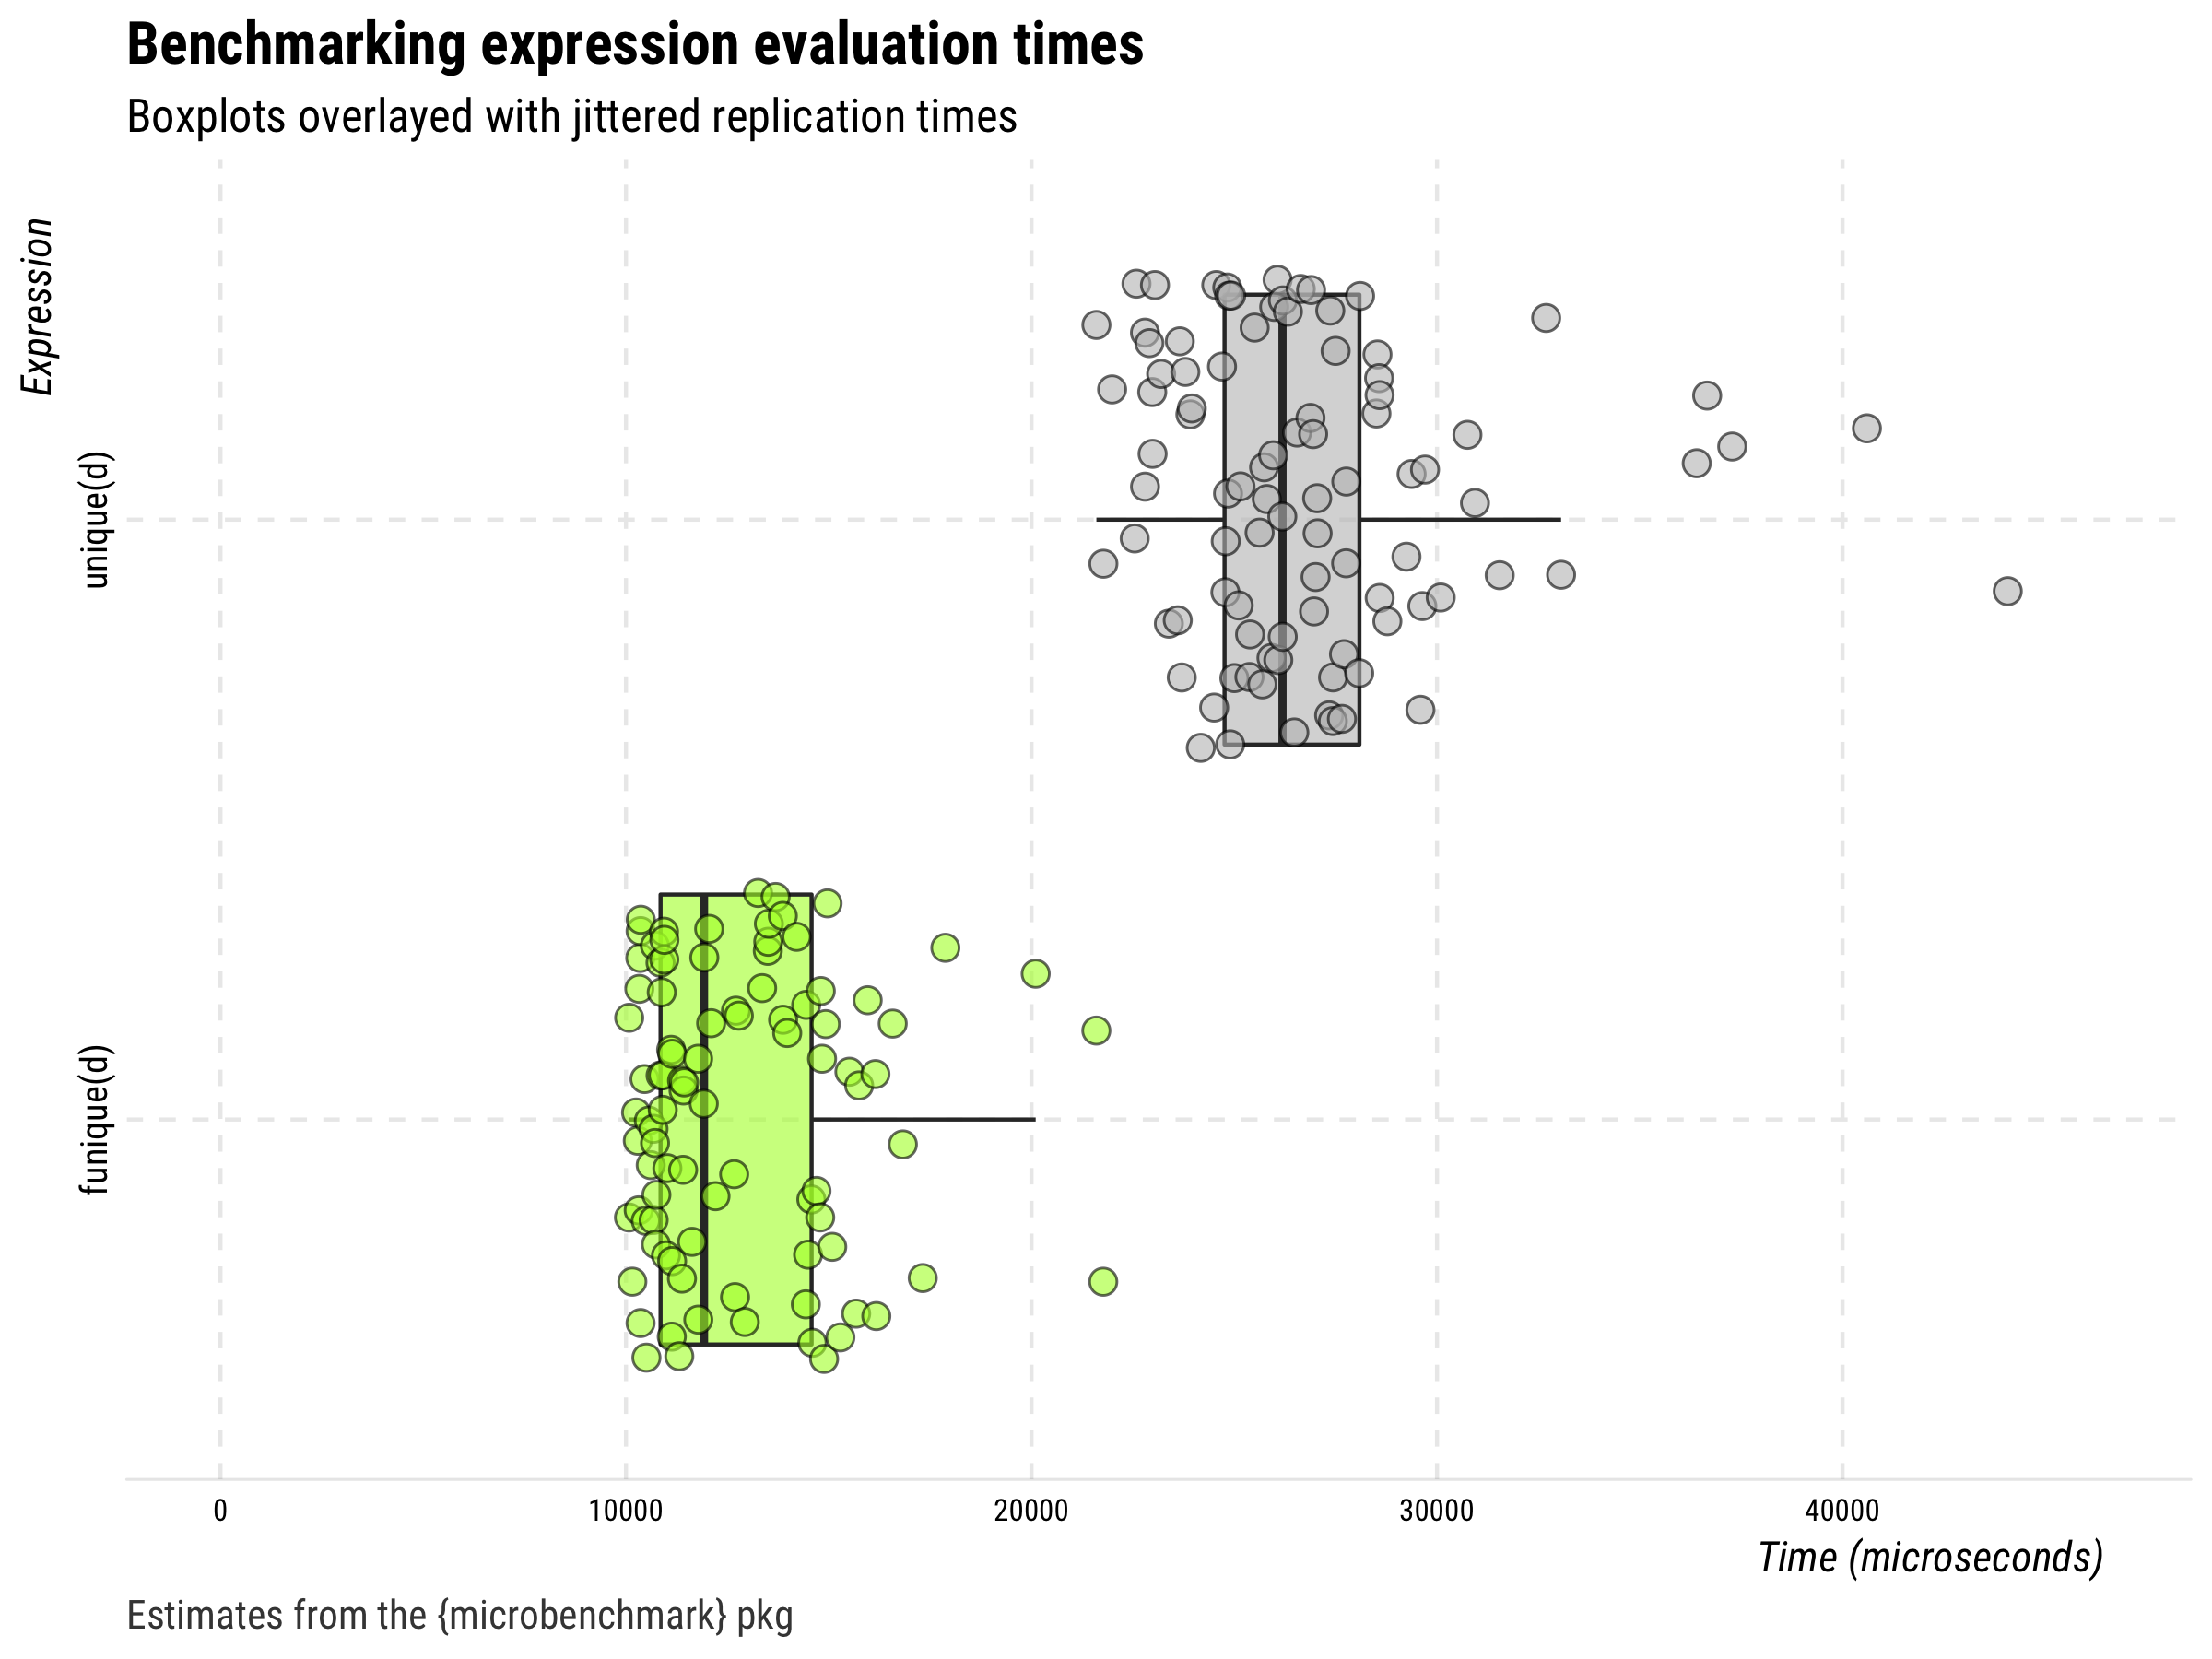 Benchmarking expression evaluation times
Boxplots overlayed with jittered replication times
Expression
unique(d)
funique(d)
0 10000 20000 30000 40000
Time (microseconds)
Estimates from the {microbenchmark} pkg